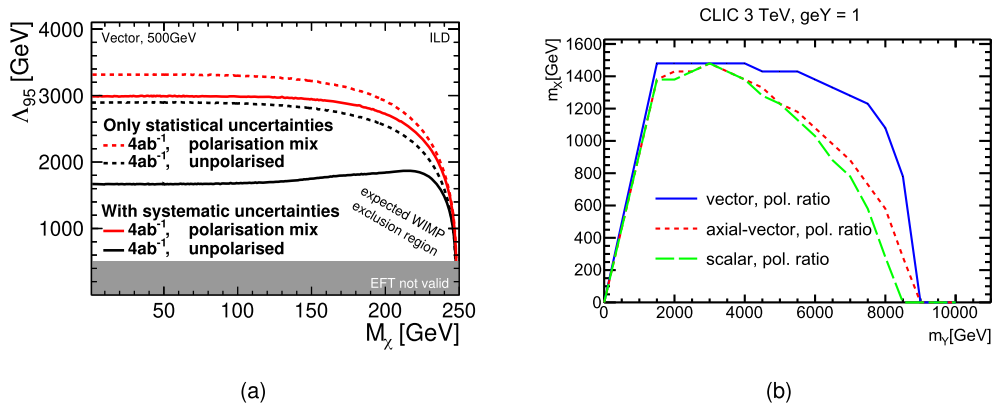 Vector, 500GeV
ILD
Λ95 [GeV]
4000
3000
2000
1000
Only statistical uncertainties
4ab-1, polarisation mix
4ab-1, unpolarised
With systematic uncertainties
4ab-1, polarisation mix
4ab-1, unpolarised
expected WIMP
exclusion region
EFT not valid
0 50 100 150 200 250
Mχ [GeV]
(a)
CLIC 3 TeV, geY = 1
mX[GeV]
1600
1400
1200
1000
800
600
400
200
0
vector, pol. ratio
axial-vector, pol. ratio
scalar, pol. ratio
0 2000 4000 6000 8000 10000
mY[GeV]
(b)